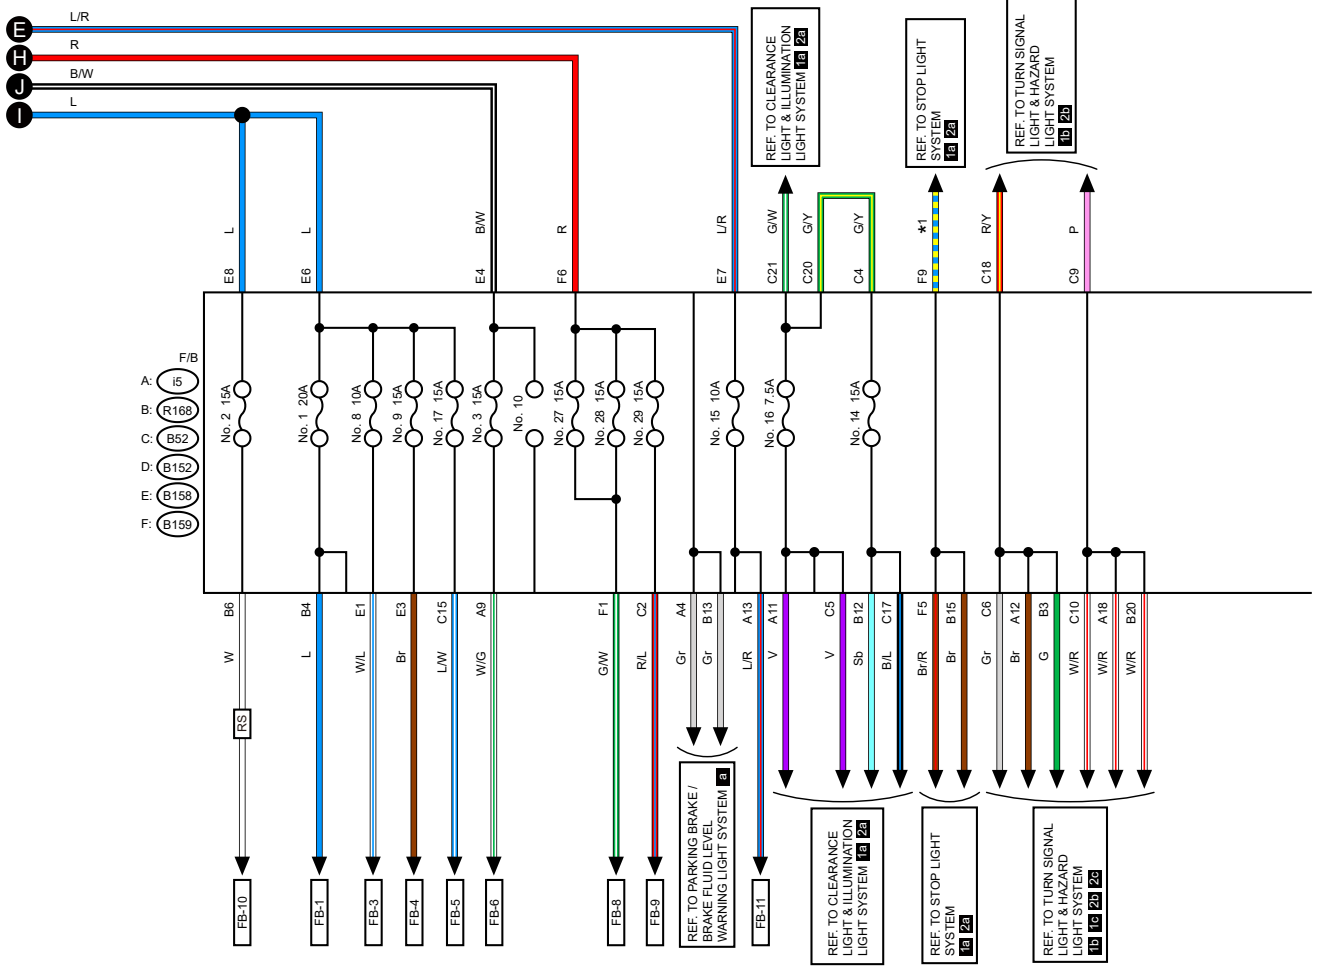 E
L/R
H
R
J
B/W
I
L
REF. TO CLEARANCE
LIGHT & ILLUMINATION
LIGHT SYSTEM 1a 2a
REF. TO STOP LIGHT
SYSTEM
1a 2a
REF. TO TURN SIGNAL
LIGHT & HAZARD
LIGHT SYSTEM
1b 2b
L
L
B/W
R
L/R
G/W
G/Y
G/Y
*1
R/Y
P
E8
E6
E4
F6
E7
C21
C20
C4
F9
C18
C9
F/B
A: i5
B: R168
C: B52
D: B152
E: B158
F: B159
No. 2 15A
No. 1 20A
No. 8 10A
No. 9 15A
No. 17 15A
No. 3 15A
No. 10
No. 27 15A
No. 28 15A
No. 29 15A
No. 15 10A
No. 16 7.5A
No. 14 15A
B6
B4
E1
E3
C15
A9
F1
C2
A4
B13
A13
A11
C5
B12
C17
F5
B15
C6
A12
B3
C10
A18
B20
W
L
W/L
Br
L/W
W/G
G/W
R/L
Gr
Gr
L/R
V
V
Sb
B/L
Br/R
Br
Gr
Br
G
W/R
W/R
W/R
RS
FB-10
FB-1
FB-3
FB-4
FB-5
FB-6
FB-8
FB-9
REF. TO PARKING BRAKE /
BRAKE FLUID LEVEL
WARNING LIGHT SYSTEM a
FB-11
REF. TO CLEARANCE
LIGHT & ILLUMINATION
LIGHT SYSTEM 1a 2a
REF. TO STOP LIGHT
SYSTEM
1a 2a
REF. TO TURN SIGNAL
LIGHT & HAZARD
LIGHT SYSTEM
1b 1c 2b 2c